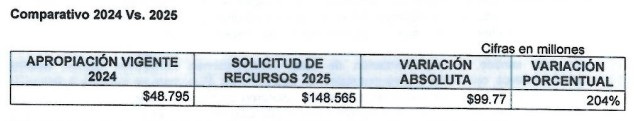 Comparativo 2024 Vs. 2025
Cifras en millones
APROPIACIÓN VIGENTE 2024 | SOLICITUD DE RECURSOS 2025 | VARIACIÓN ABSOLUTA | VARIACIÓN PORCENTUAL
$48.795 | $148.565 | $99.77 | 204%